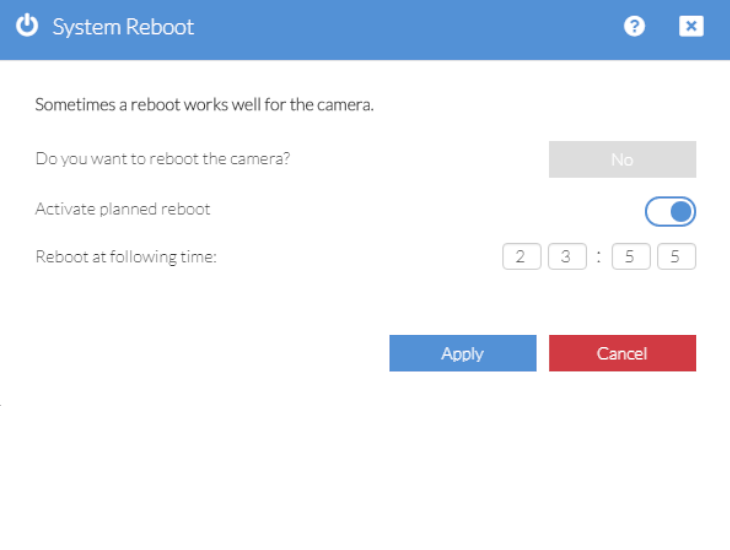 System Reboot ?
Sometimes a reboot works well for the camera.
Do you want to reboot the camera? No
Activate planned reboot
Reboot at following time: 2 3 : 5 5
Apply Cancel